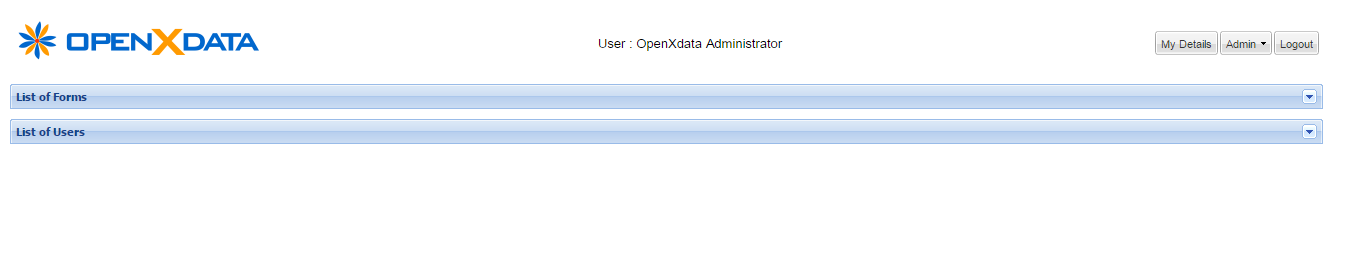 OPENXDATA
User : OpenXdata Administrator
My Details Admin Logout
List of Forms
List of Users